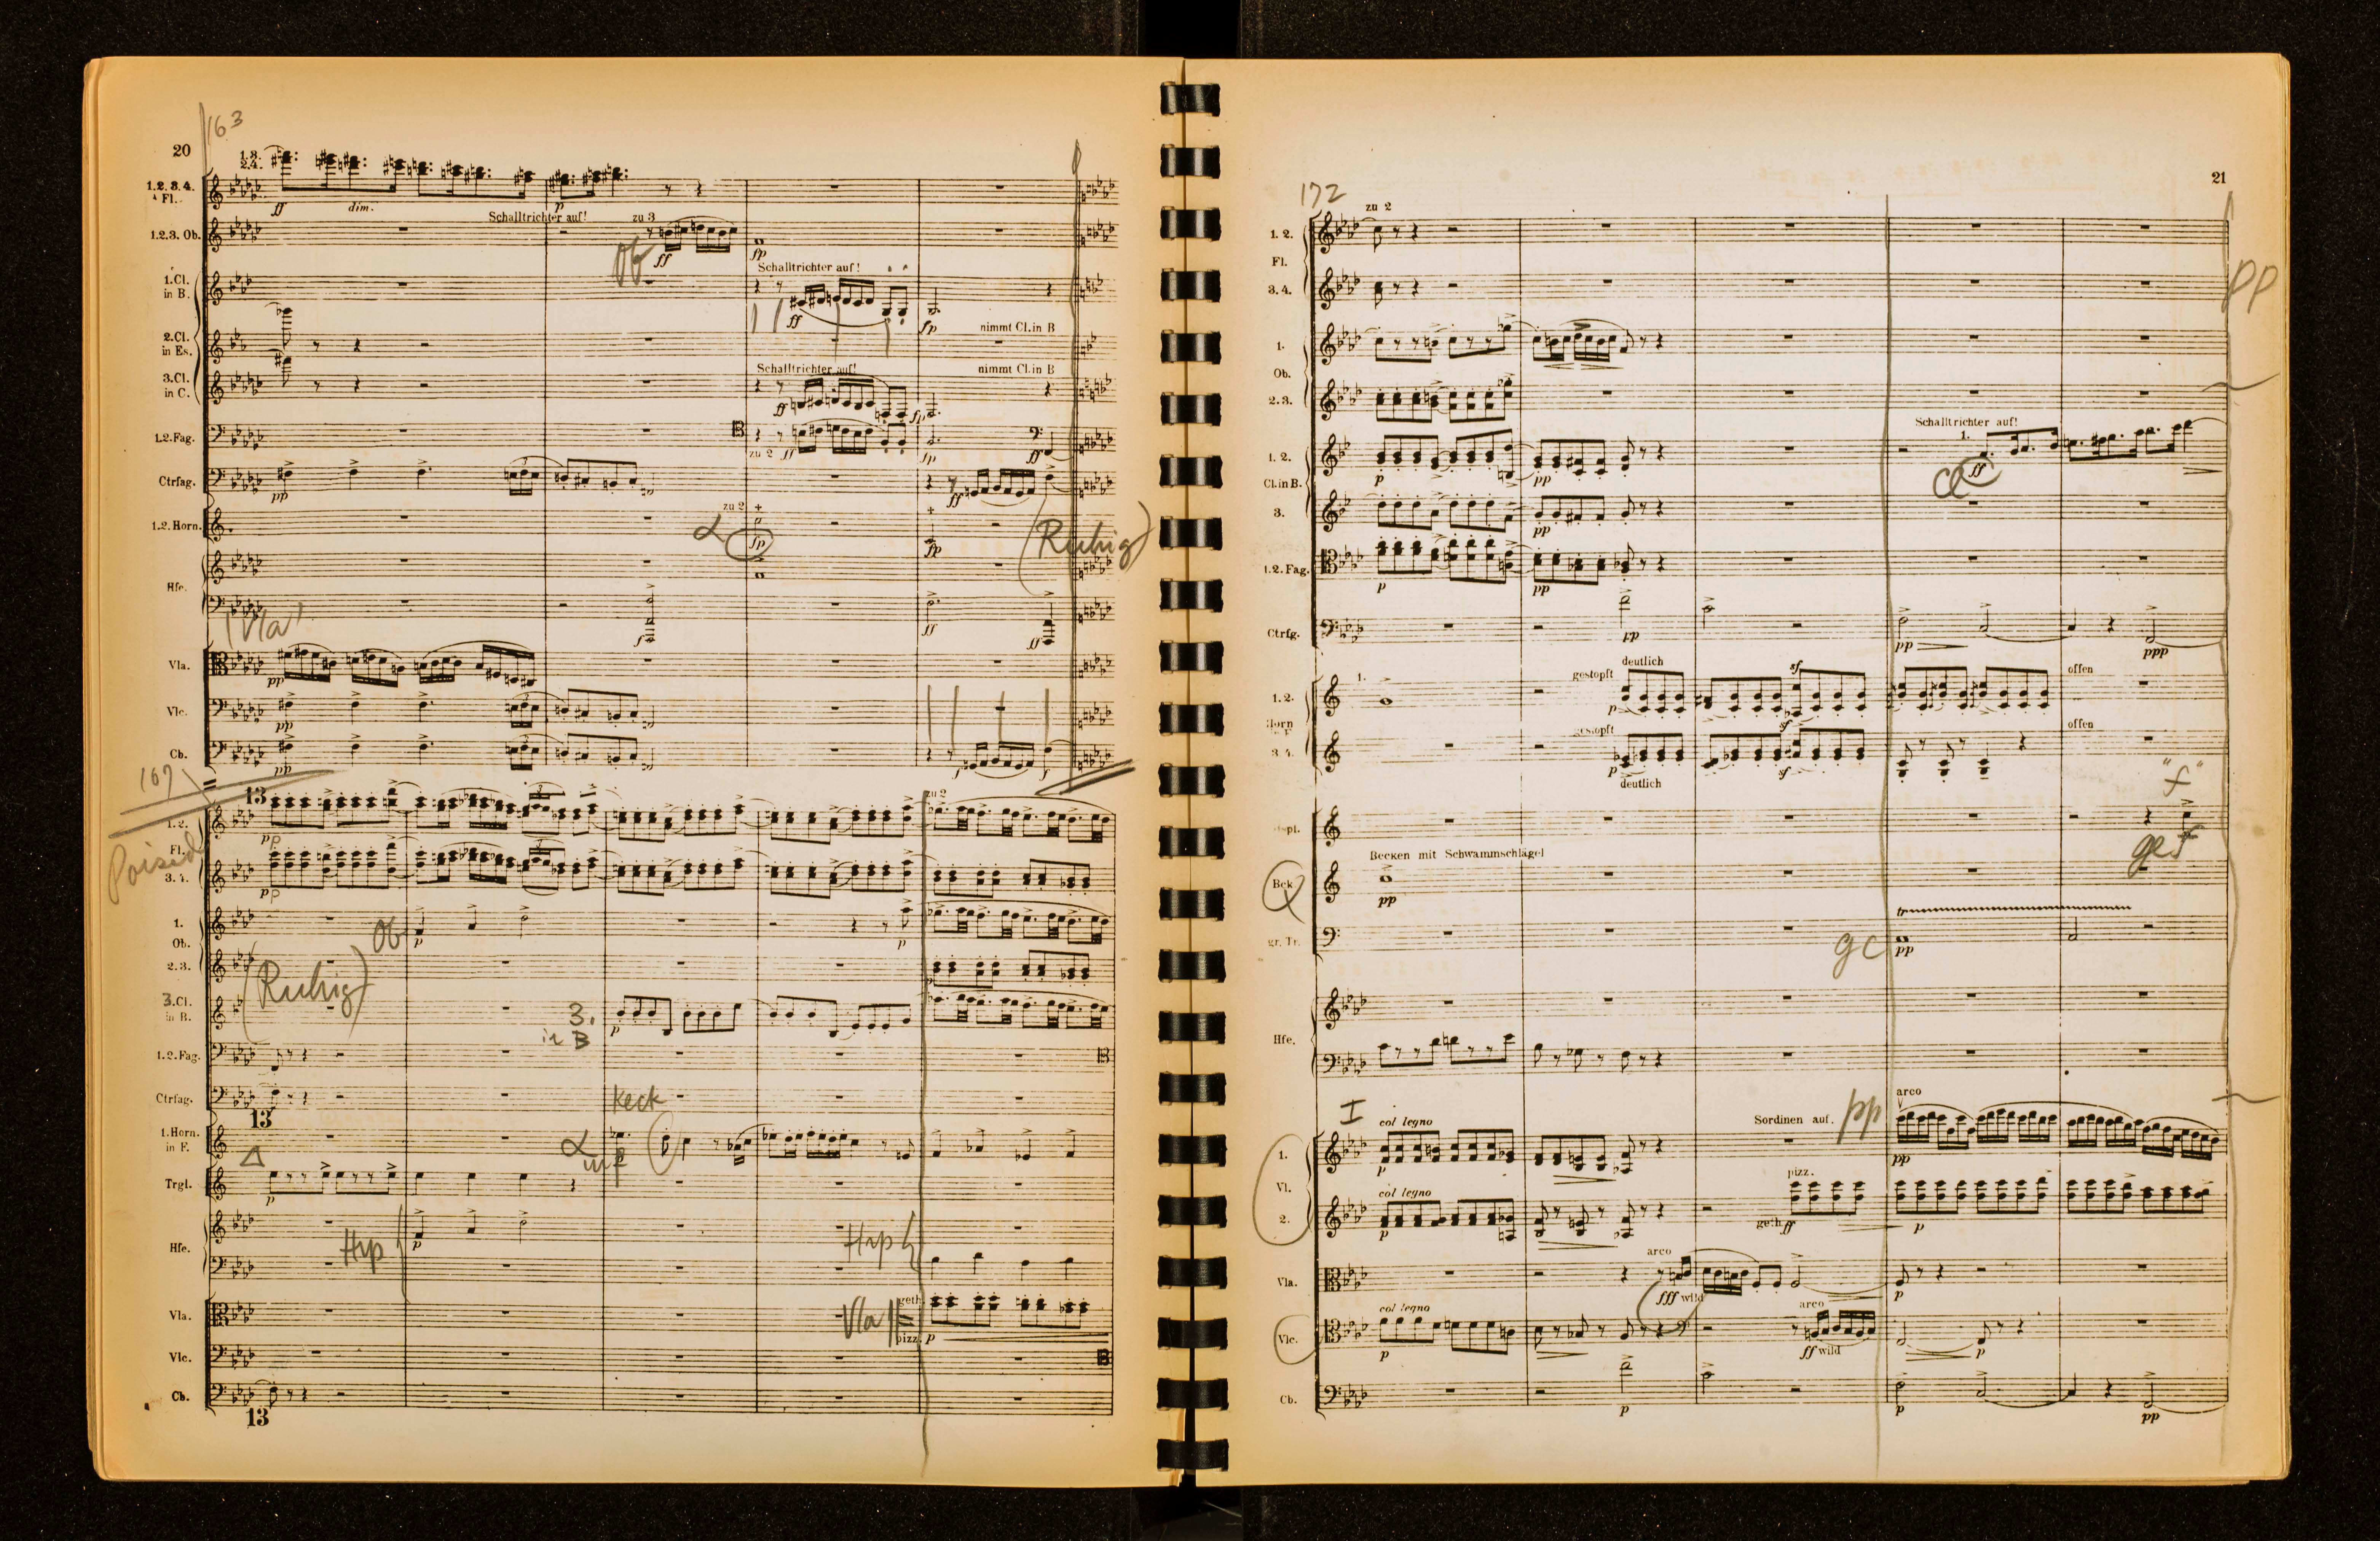 163
20
1.3.
2.4.
1.2.3.4.
Fl.
ff dim. p
Schalltrichter auf! zu 3
1.2.3. Ob.
Ob ff fp
Schalltrichter auf!
1.Cl.
in B.
ff fp nimmt Cl. in B
2.Cl.
in Es.
Schalltrichter auf! nimmt Cl. in B
3.Cl.
in C.
ff fp
1.2.Fag.
B
zu 2 ff fp ff
3
Ctrfag.
pp ff
zu 2
1.2.Horn.
fp fp
(Ruhig)
Hfe.
f ff ff
(Vla)
Vla.
pp
3
Vlc.
pp
3
Cb.
pp f f
167
13 zu 2
1.2.
Fl.
pp
3.4.
pp
Poised
1.
Ob.
Ob p p
2.3.
(Ruhig)
p
3.Cl.
in B.
3.
in B
p
1.2.Fag.
B
Ctrfag.
13
keck
1.Horn.
in F.
mf
Trgl.
p
Hfe.
p
Hrp Hrp
Vla.
Vla geth.
pizz. p
Vlc.
B
Cb.
13
21
172
zu 2
1. 2.
Fl.
3. 4.
pp
1.
Ob.
2.3.
Schalltrichter auf!
1.
1. 2.
p pp Cl ff
Cl.in B.
3.
pp
1.2.Fag.
p pp
Ctrfg.
pp pp ppp
deutlich sf offen
1. gestopft
1. 2.
p
Horn
gestopft sf offen
3.4.
p sf
deutlich
"f"
Becken mit Schwammschlägel
Bck
pp
tr
gr. Tr.
gc pp
Hfe.
arco
I col legno Sordinen auf. pp
1.
p pp
Vl.
col legno pizz.
2.
p geth. ff p
arco
Vla.
fff wild p
col legno arco
Vlc.
p ff wild p
Cb.
p p pp